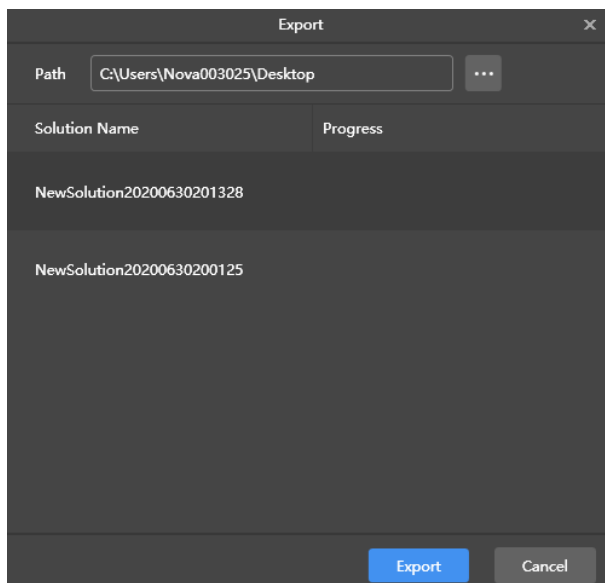 Export
Path C:\Users\Nova003025\Desktop ...
Solution Name Progress
NewSolution20200630201328
NewSolution20200630200125
Export Cancel